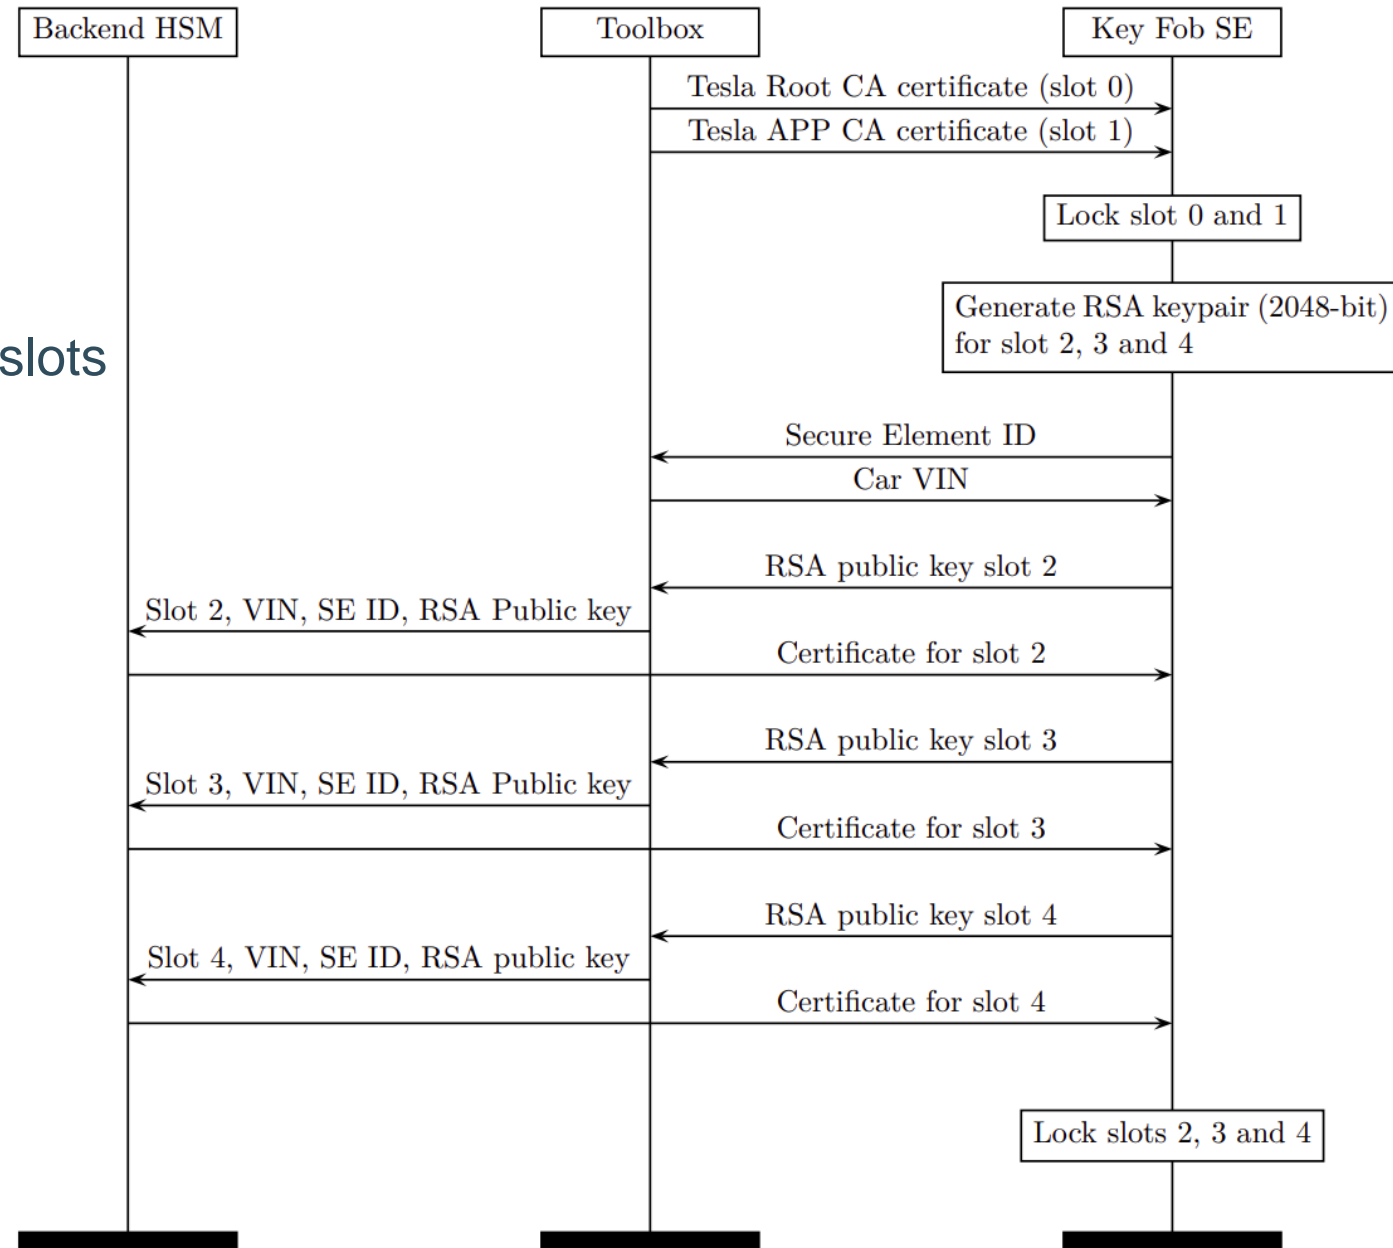 Backend HSM
Toolbox
Key Fob SE
Tesla Root CA certificate (slot 0)
Tesla APP CA certificate (slot 1)
Lock slot 0 and 1
Generate RSA keypair (2048-bit)
for slot 2, 3 and 4
slots
Secure Element ID
Car VIN
RSA public key slot 2
Slot 2, VIN, SE ID, RSA Public key
Certificate for slot 2
RSA public key slot 3
Slot 3, VIN, SE ID, RSA Public key
Certificate for slot 3
RSA public key slot 4
Slot 4, VIN, SE ID, RSA public key
Certificate for slot 4
Lock slots 2, 3 and 4